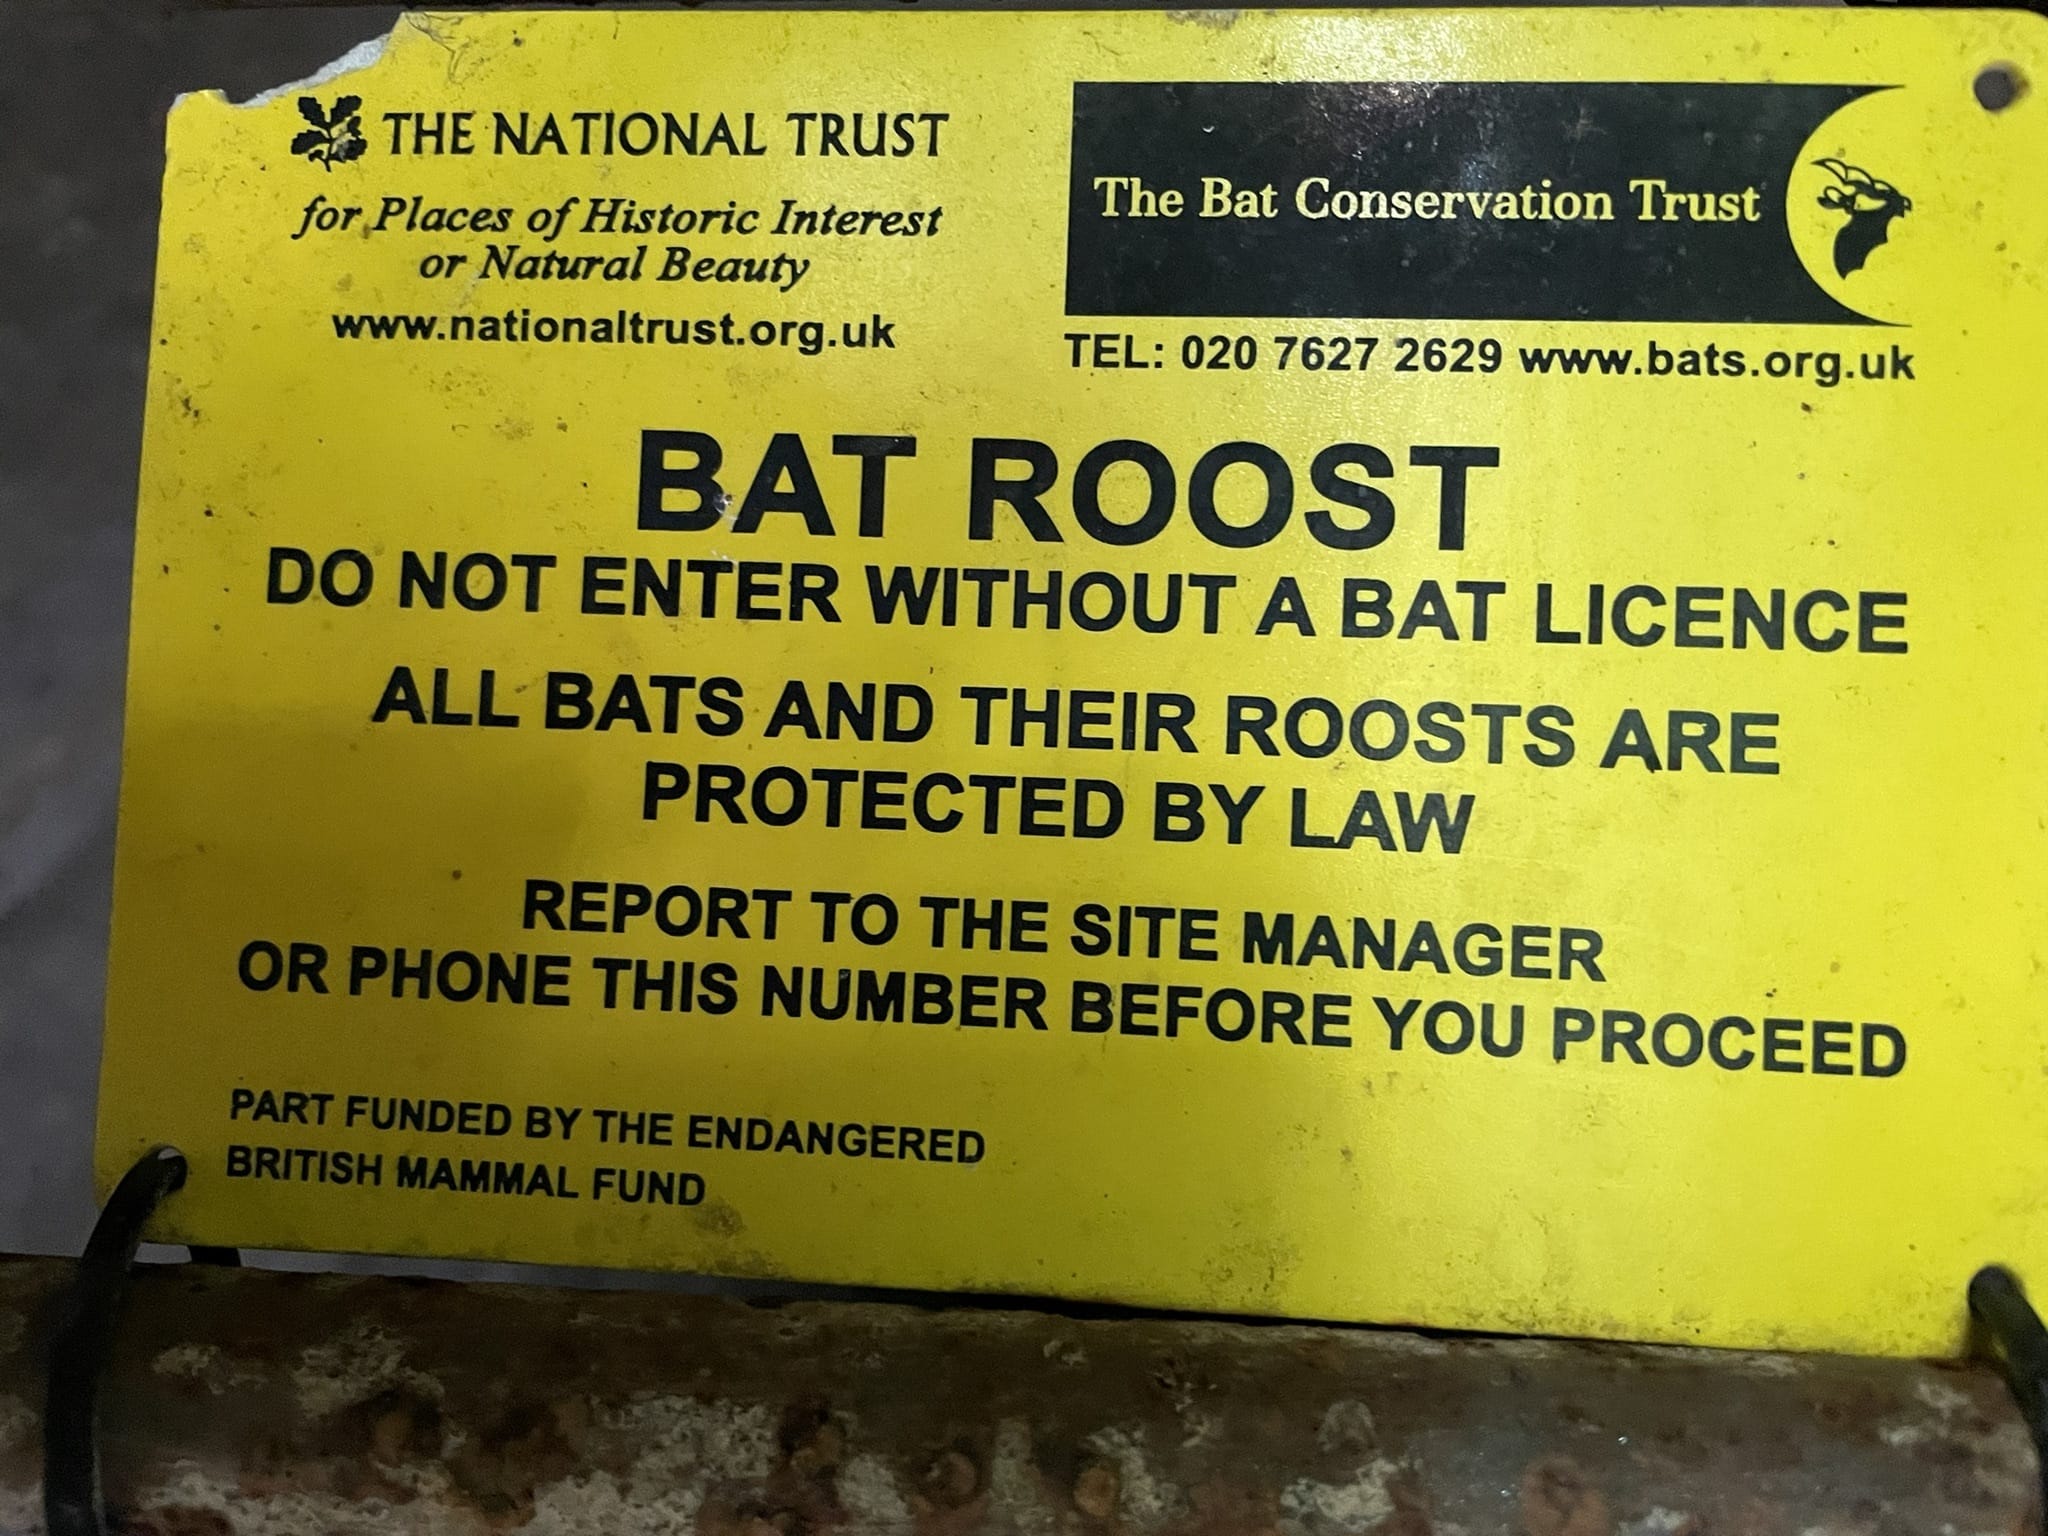 THE NATIONAL TRUST
for Places of Historic Interest
or Natural Beauty
www.nationaltrust.org.uk
The Bat Conservation Trust
TEL: 020 7627 2629 www.bats.org.uk
BAT ROOST
DO NOT ENTER WITHOUT A BAT LICENCE
ALL BATS AND THEIR ROOSTS ARE
PROTECTED BY LAW
REPORT TO THE SITE MANAGER
OR PHONE THIS NUMBER BEFORE YOU PROCEED
PART FUNDED BY THE ENDANGERED
BRITISH MAMMAL FUND